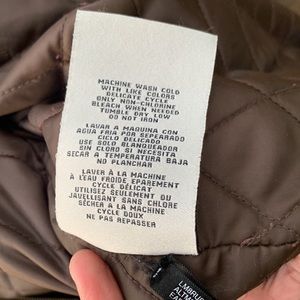 MACHINE WASH COLD
WITH LIKE COLORS
DELICATE CYCLE
ONLY NON-CHLORINE
BLEACH WHEN NEEDED
TUMBLE DRY LOW
DO NOT IRON
LAVAR A MAQUINA CON
AGUA FRIA POR SEPEARADO
CICLO DELICADO
USE SOLO BLANQUEADOR
SIN CLORO SI NECESITA
SECAR A TEMPERATURA BAJA
NO PLANCHAR
LAVER À LA MACHINE
À L'EAU FROIDE EPAREMENT
CYCLE DÉLICAT
UTILISEZ SEULEMENT DU
JAVELLISANT SANS CHLORE
SÉCHER A LA MACHINE
CYCLE DOUX
NE PAS REPASSER